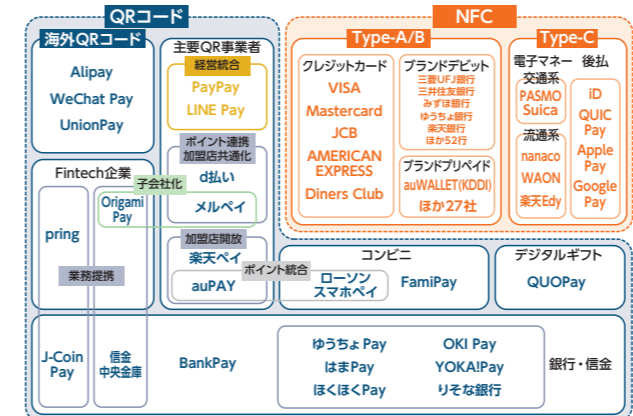 QRコード
海外QRコード
Alipay
WeChat Pay
UnionPay
主要QR事業者
経営統合
PayPay
LINE Pay
ポイント連携
加盟店共通化
d払い
メルペイ
加盟店開放
楽天ペイ
auPAY
Fintech企業
子会社化
Origami
Pay
pring
業務提携
ポイント統合
コンビニ
ローソン
スマホペイ
FamiPay
デジタルギフト
QUOPay
J-Coin
Pay
信金
中央金庫
BankPay
ゆうちょPay
はまPay
ほくほくPay
OKI Pay
YOKA!Pay
りそな銀行
銀行・信金
NFC
Type-A/B
クレジットカード
VISA
Mastercard
JCB
AMERICAN
EXPRESS
Diners Club
ブランドデビット
三菱UFJ銀行
三井住友銀行
みずほ銀行
ゆうちょ銀行
楽天銀行
ほか52行
ブランドプリペイド
auWALLET(KDDI)
ほか27社
Type-C
電子マネー
交通系
PASMO
Suica
流通系
nanaco
WAON
楽天Edy
後払
iD
QUIC
Pay
Apple
Pay
Google
Pay